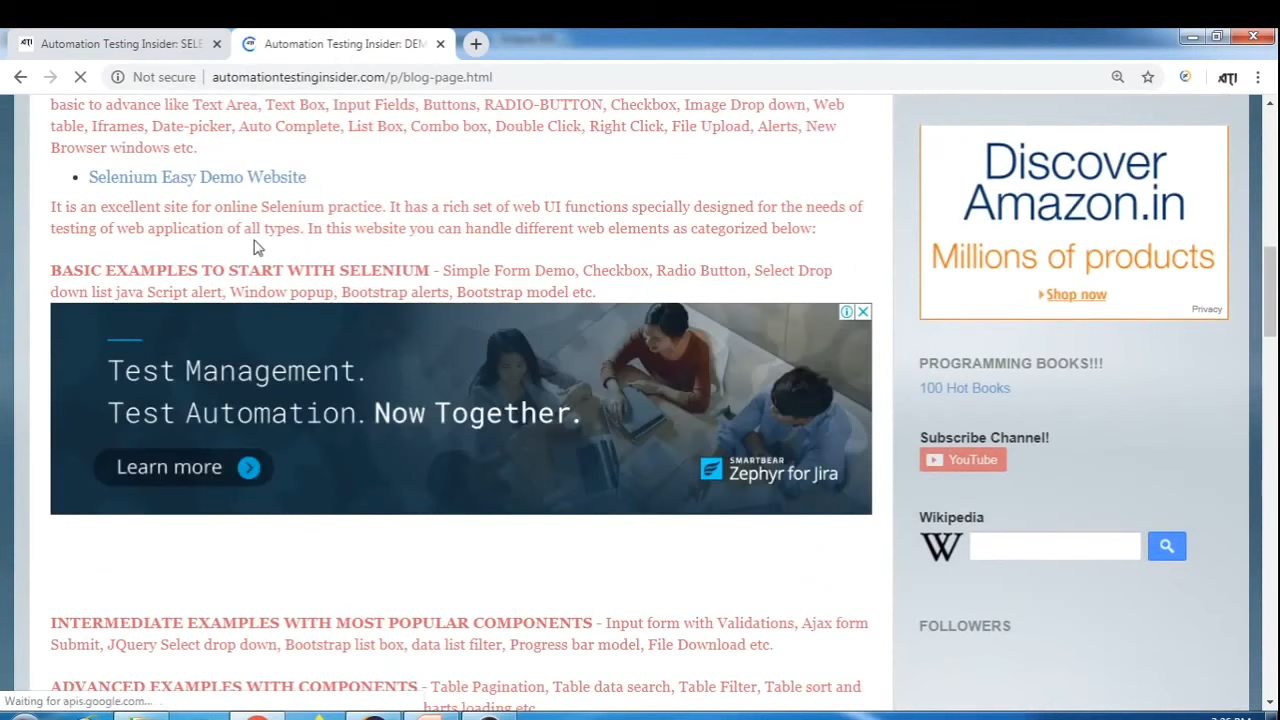 Automation Testing Insider: SELE
Automation Testing Insider: DEM
Not secure
automationtestinginsider.com/p/blog-page.html
ATI
basic to advance like Text Area, Text Box, Input Fields, Buttons, RADIO-BUTTON, Checkbox, Image Drop down, Web
table, Iframes, Date-picker, Auto Complete, List Box, Combo box, Double Click, Right Click, File Upload, Alerts, New
Browser windows etc.
Selenium Easy Demo Website
It is an excellent site for online Selenium practice. It has a rich set of web UI functions specially designed for the needs of
testing of web application of all types. In this website you can handle different web elements as categorized below:
BASIC EXAMPLES TO START WITH SELENIUM - Simple Form Demo, Checkbox, Radio Button, Select Drop
down list java Script alert, Window popup, Bootstrap alerts, Bootstrap model etc.
Test Management.
Test Automation. Now Together.
Learn more
SMARTBEAR
Zephyr for Jira
INTERMEDIATE EXAMPLES WITH MOST POPULAR COMPONENTS - Input form with Validations, Ajax form
Submit, JQuery Select drop down, Bootstrap list box, data list filter, Progress bar model, File Download etc.
ADVANCED EXAMPLES WITH COMPONENTS - Table Pagination, Table data search, Table Filter, Table sort and
harts loading etc
Discover
Amazon.in
Millions of products
Shop now
Privacy
PROGRAMMING BOOKS!!!
100 Hot Books
Subscribe Channel!
YouTube
Wikipedia
W
FOLLOWERS
Waiting for apis.google.com...